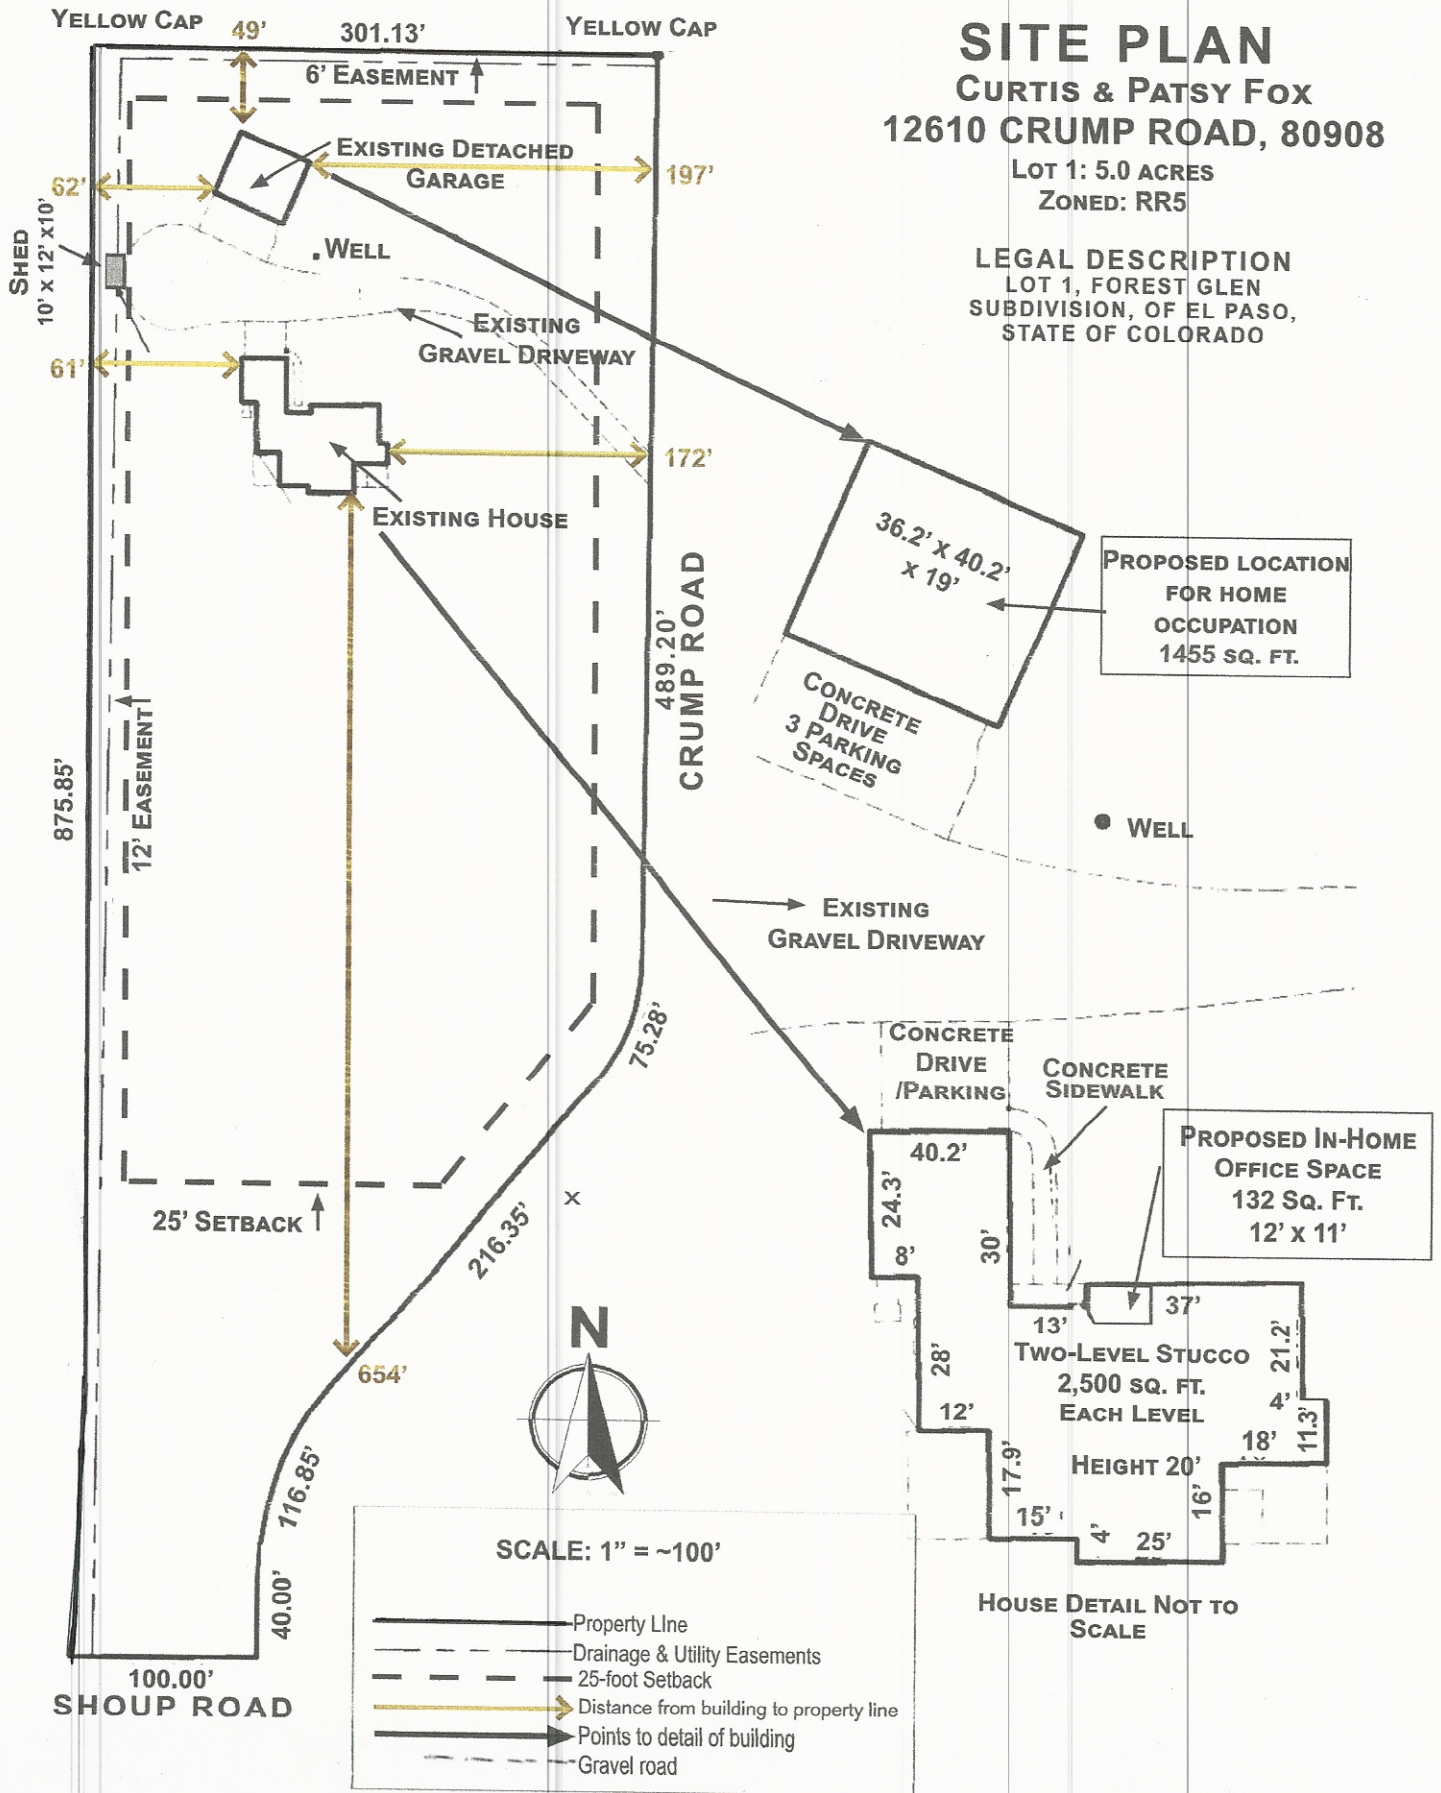 SITE PLAN
CURTIS & PATSY FOX
12610 CRUMP ROAD, 80908
LOT 1: 5.0 ACRES
ZONED: RR5
LEGAL DESCRIPTION
LOT 1, FOREST GLEN
SUBDIVISION, OF EL PASO,
STATE OF COLORADO
YELLOW CAP
49'
301.13'
YELLOW CAP
6' EASEMENT
EXISTING DETACHED
GARAGE
62'
197'
SHED
10' X 12' X10'
WELL
EXISTING
GRAVEL DRIVEWAY
61'
172'
EXISTING HOUSE
489.20'
CRUMP ROAD
875.85'
12' EASEMENT
36.2' X 40.2'
X 19'
PROPOSED LOCATION
FOR HOME
OCCUPATION
1455 SQ. FT.
CONCRETE
DRIVE
3 PARKING
SPACES
WELL
EXISTING
GRAVEL DRIVEWAY
75.28'
25' SETBACK
X
216.35'
654'
116.85'
40.00'
100.00'
SHOUP ROAD
N
CONCRETE
DRIVE
/PARKING
CONCRETE
SIDEWALK
PROPOSED IN-HOME
OFFICE SPACE
132 SQ. FT.
12' X 11'
40.2'
24.3'
8'
30'
13'
37'
28'
21.2'
TWO-LEVEL STUCCO
2,500 SQ. FT.
EACH LEVEL
4'
11.3'
12'
18'
17.9'
HEIGHT 20'
16'
15'
4'
25'
HOUSE DETAIL NOT TO
SCALE
SCALE: 1" = ~100'
Property LIne
Drainage & Utility Easements
25-foot Setback
Distance from building to property line
Points to detail of building
Gravel road